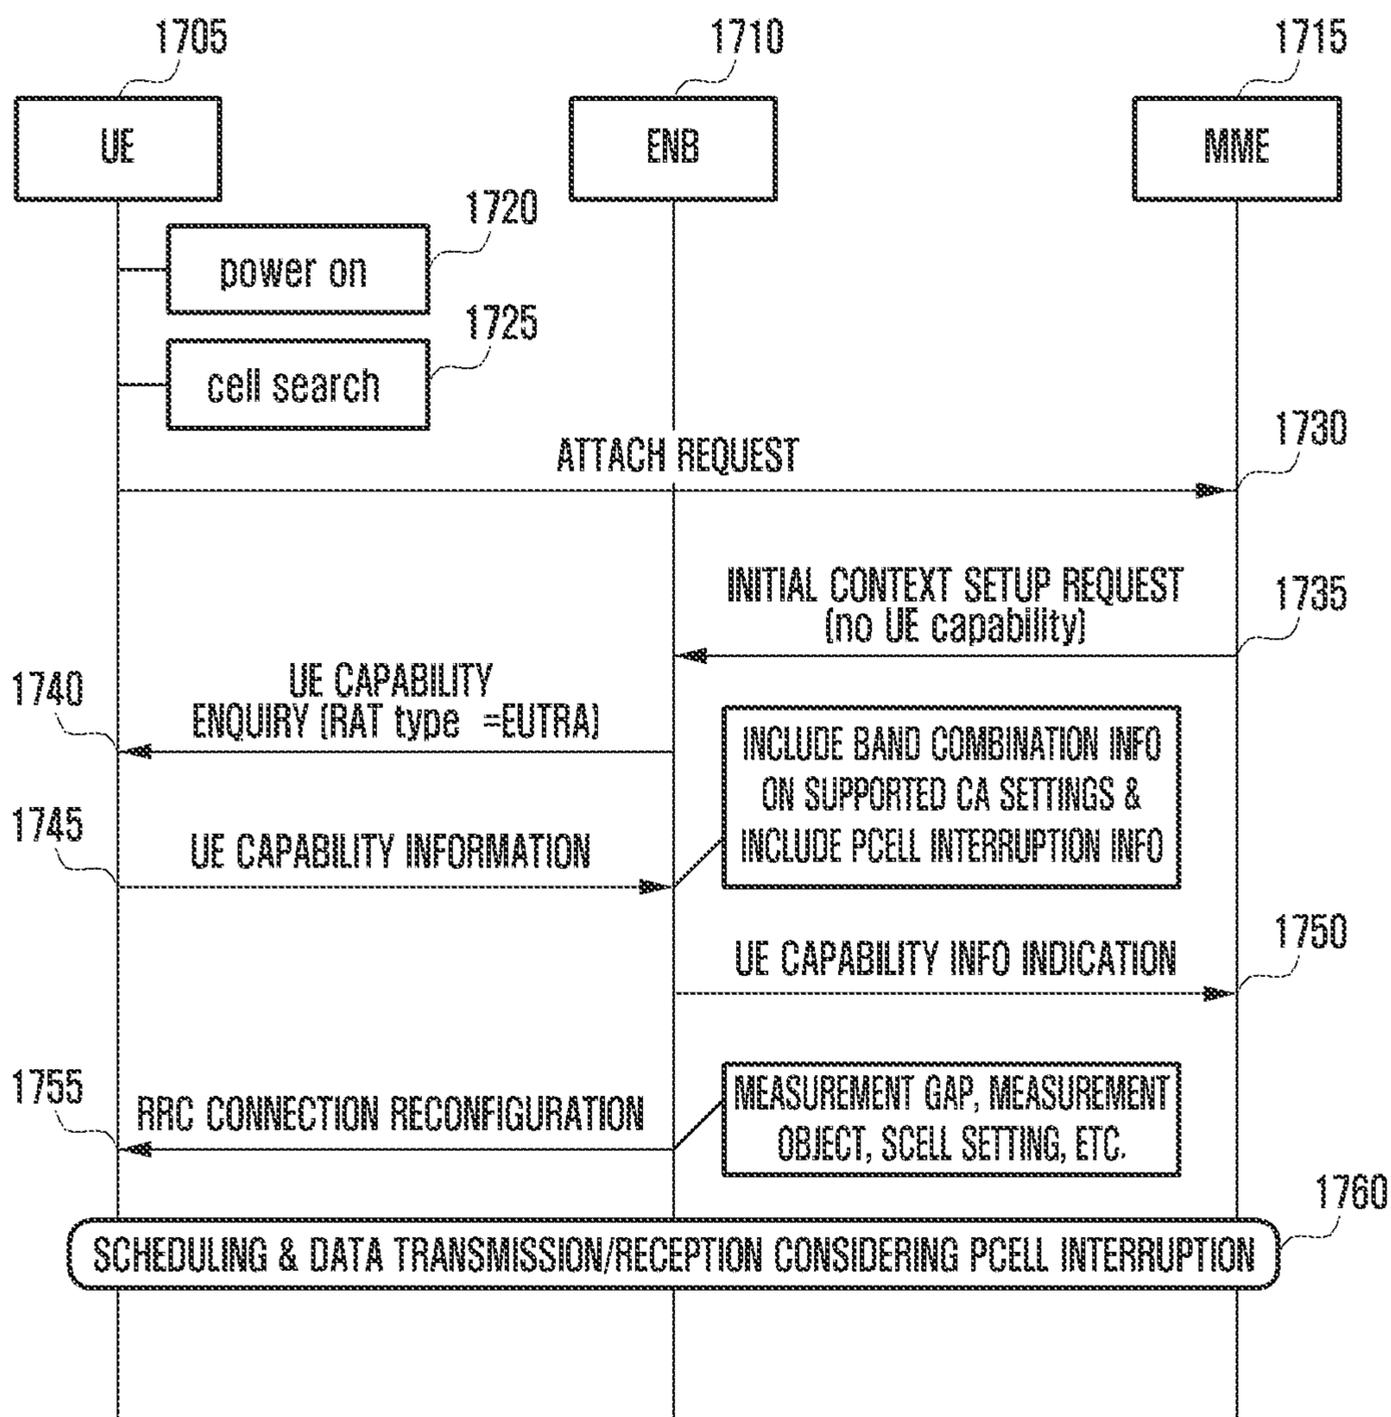 1705
1710
1715
UE
ENB
MME
1720
power on
1725
cell search
1730
ATTACH REQUEST
1735
INITIAL CONTEXT SETUP REQUEST
(no UE capability)
1740
UE CAPABILITY
ENQUIRY (RAT type =EUTRA)
INCLUDE BAND COMBINATION INFO
ON SUPPORTED CA SETTINGS &
INCLUDE PCELL INTERRUPTION INFO
1745
UE CAPABILITY INFORMATION
1750
UE CAPABILITY INFO INDICATION
1755
RRC CONNECTION RECONFIGURATION
MEASUREMENT GAP, MEASUREMENT
OBJECT, SCELL SETTING, ETC.
1760
SCHEDULING & DATA TRANSMISSION/RECEPTION CONSIDERING PCELL INTERRUPTION